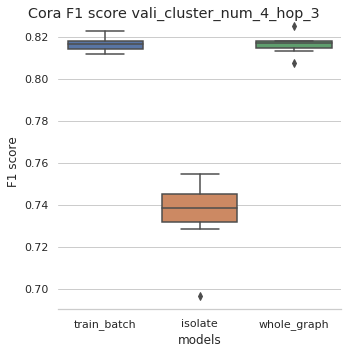 Cora F1 score vali_cluster_num_4_hop_3
0.82
0.80
0.78
0.76
0.74
0.72
0.70
F1 score
train_batch isolate whole_graph
models